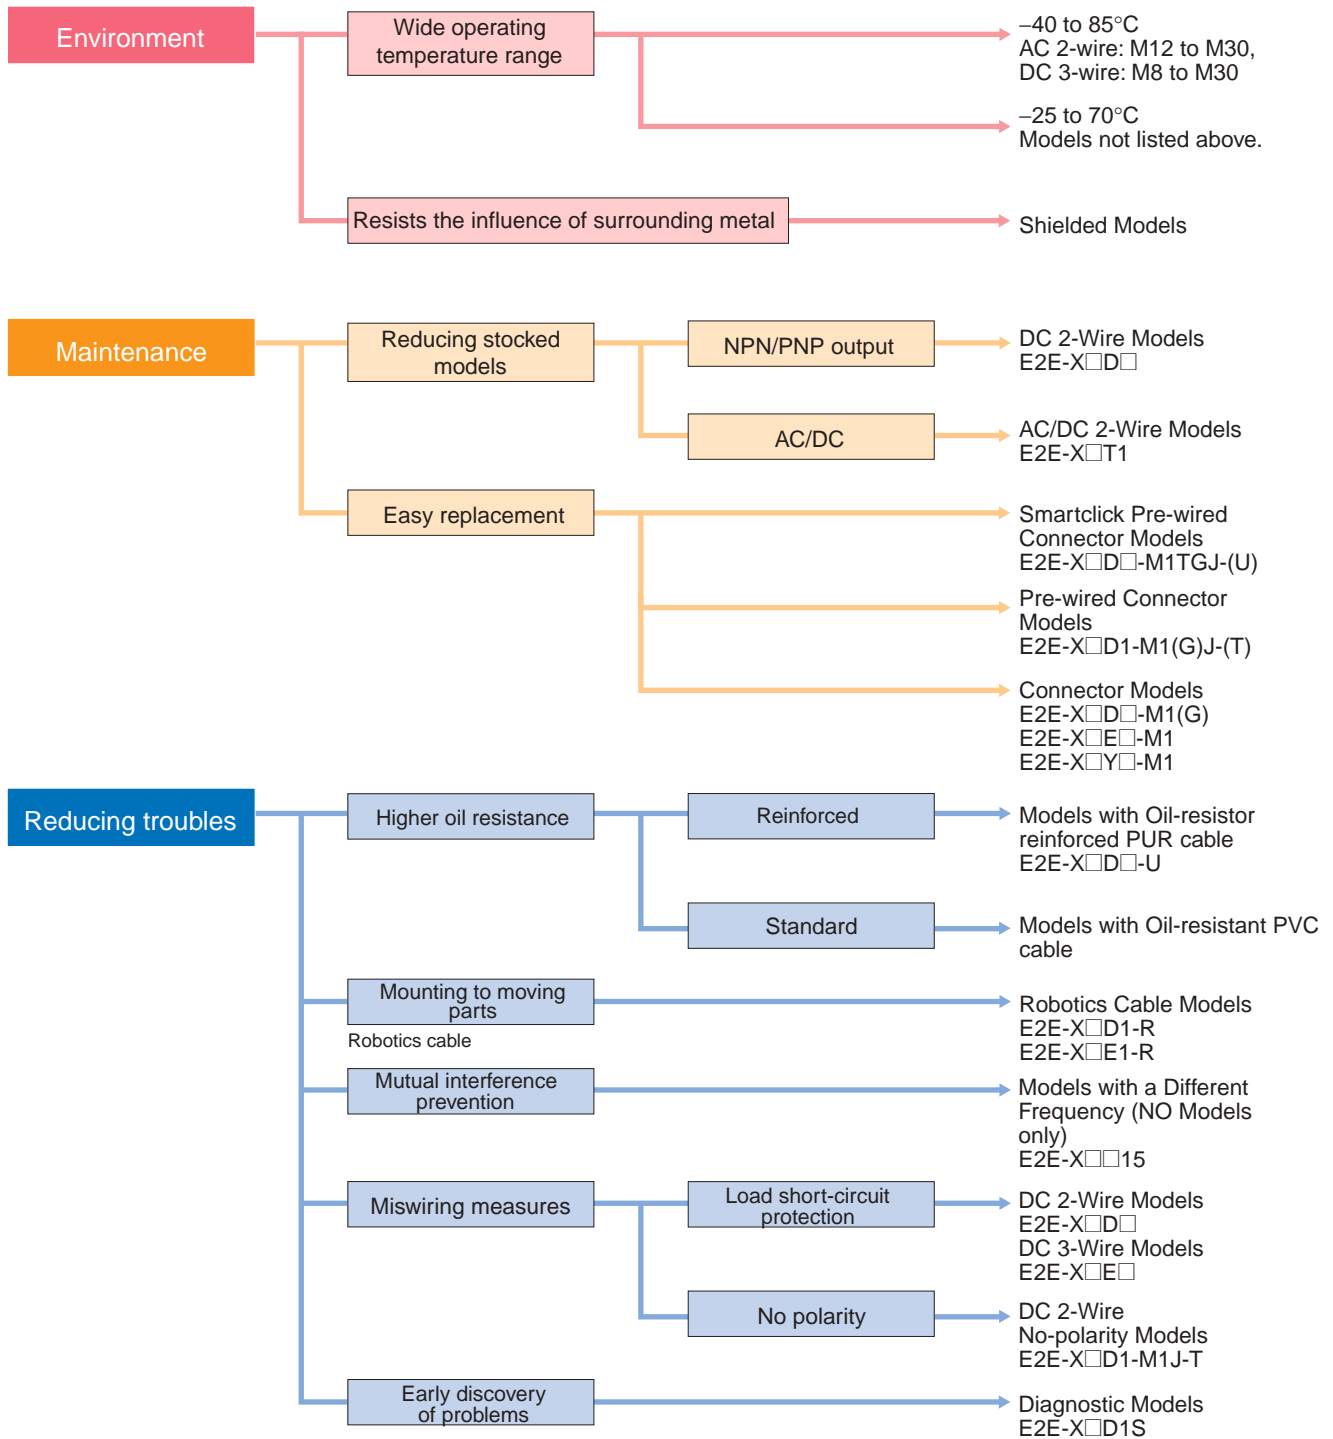 Environment
Wide operating
temperature range
–40 to 85°C
AC 2-wire: M12 to M30,
DC 3-wire: M8 to M30
–25 to 70°C
Models not listed above.
Resists the influence of surrounding metal
Shielded Models
Maintenance
Reducing stocked
models
NPN/PNP output
DC 2-Wire Models
E2E-X□D□
AC/DC
AC/DC 2-Wire Models
E2E-X□T1
Easy replacement
Smartclick Pre-wired
Connector Models
E2E-X□D□-M1TGJ-(U)
Pre-wired Connector
Models
E2E-X□D1-M1(G)J-(T)
Connector Models
E2E-X□D□-M1(G)
E2E-X□E□-M1
E2E-X□Y□-M1
Reducing troubles
Higher oil resistance
Reinforced
Models with Oil-resistor
reinforced PUR cable
E2E-X□D□-U
Standard
Models with Oil-resistant PVC
cable
Mounting to moving
parts
Robotics cable
Robotics Cable Models
E2E-X□D1-R
E2E-X□E1-R
Mutual interference
prevention
Models with a Different
Frequency (NO Models
only)
E2E-X□□15
Miswiring measures
Load short-circuit
protection
DC 2-Wire Models
E2E-X□D□
DC 3-Wire Models
E2E-X□E□
No polarity
DC 2-Wire
No-polarity Models
E2E-X□D1-M1J-T
Early discovery
of problems
Diagnostic Models
E2E-X□D1S